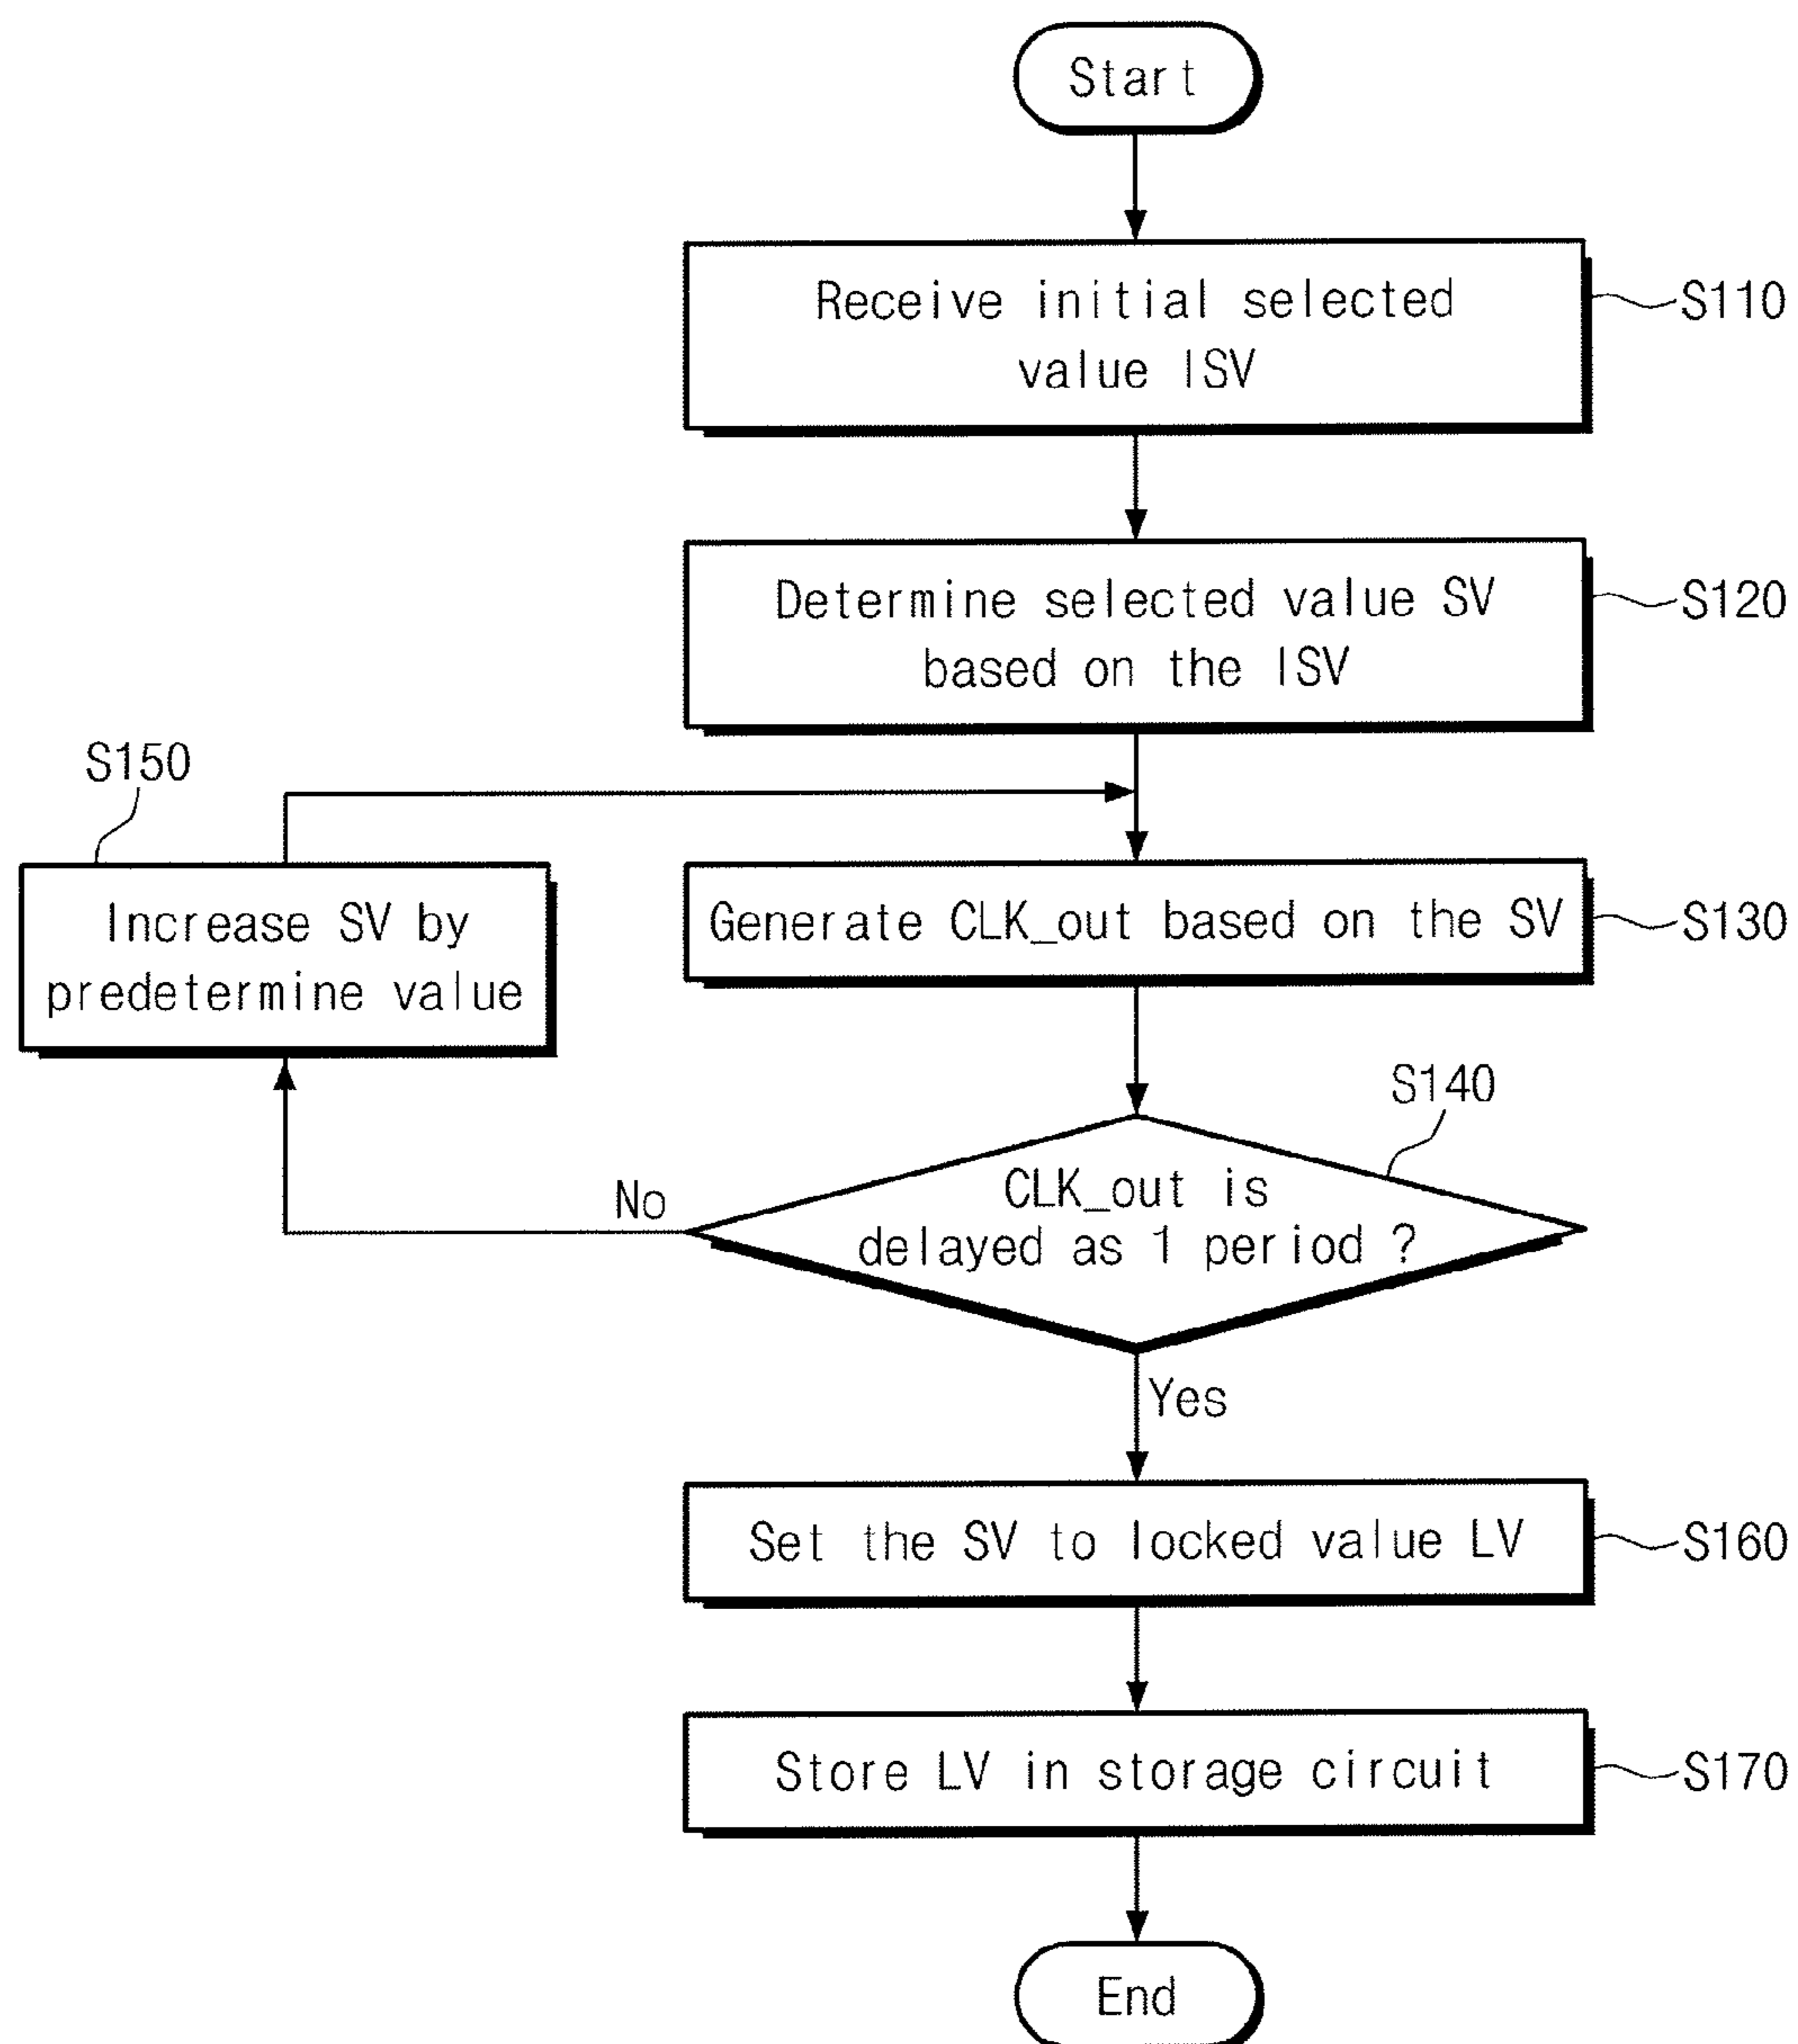 Start
Receive initial selected
value ISV
S110
Determine selected value SV
based on the ISV
S120
S150
Increase SV by
predetermine value
Generate CLK_out based on the SV
S130
S140
CLK_out is
delayed as 1 period ?
No
Yes
Set the SV to locked value LV
S160
Store LV in storage circuit
S170
End